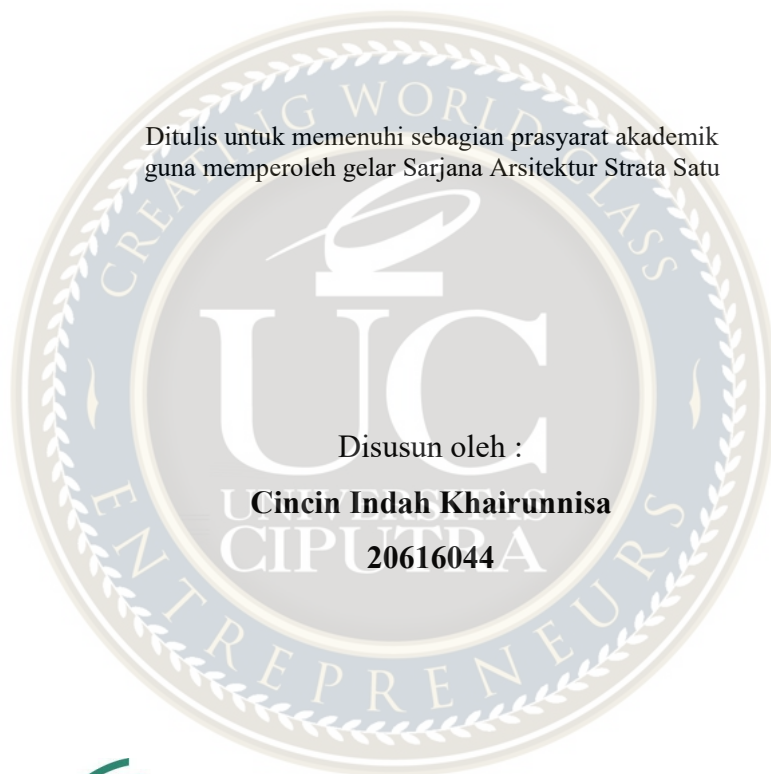 CREATING WORLD CLASS
Ditulis untuk memenuhi sebagian prasyarat akademik
guna memperoleh gelar Sarjana Arsitektur Strata Satu
UC
Disusun oleh :
UNIVERSITAS
Cincin Indah Khairunnisa
CIPUTRA
20616044
ENTREPRENEURS